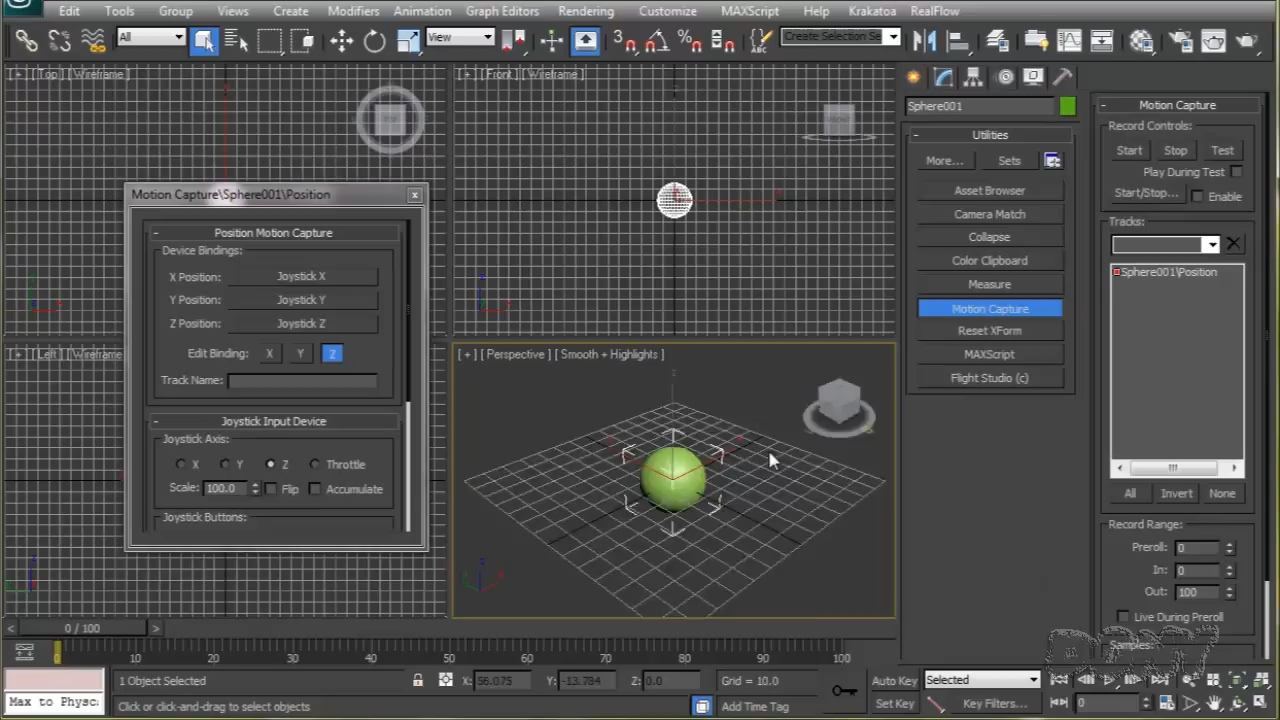 Edit Tools Group Views Create Modifiers Animation Graph Editors Rendering Customize MAXScript Help Krakatoa RealFlow
All View 3 ABC Create Selection Se
[ + ] [ Top ] [ Wireframe ] [ + ] [ Front ] [ Wireframe ]
Sphere001
Utilities
More... Sets
Asset Browser
Camera Match
Collapse
Color Clipboard
Measure
Motion Capture
Reset XForm
MAXScript
Flight Studio (c)
Motion Capture
Record Controls:
Start Stop Test
Play During Test
Start/Stop... Enable
Tracks:
Sphere001\Position
All Invert None
Record Range:
Preroll: 0
In: 0
Out: 100
Live During Preroll
Samples:
Motion Capture\Sphere001\Position
Position Motion Capture
Device Bindings:
X Position: Joystick X
Y Position: Joystick Y
Z Position: Joystick Z
Edit Binding: X Y Z
Track Name:
Joystick Input Device
Joystick Axis:
X Y Z Throttle
Scale: 100.0 Flip Accumulate
Joystick Buttons:
[ + ] [ Left ] [ Wireframe [ + ] [ Perspective ] [ Smooth + Highlights ]
< 0 / 100 >
0 10 20 30 40 50 60 70 80 90 100
1 Object Selected X: 56.075 Y: -13.784 Z: 0.0 Grid = 10.0 Auto Key Selected
Max to Physc Click or click-and-drag to select objects Add Time Tag Set Key Key Filters... 0